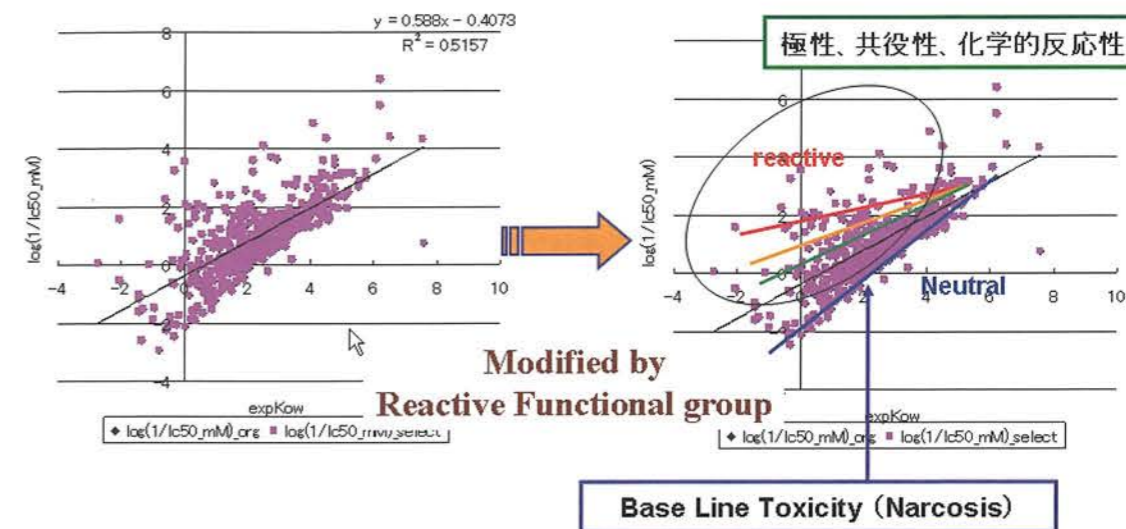 y = 0.588x - 0.4073
R² = 0.5157
8
6
4
2
0
-2
-4
-4 -2 0 2 4 6 8 10
log(1/lc50_mM)
expKow
◆ log(1/lc50_mM)_org ■ log(1/lc50_mM)_select
Modified by
Reactive Functional group
極性、共役性、化学的反応性
reactive
Neutral
6
2
0
-4 -2 0 2 4 6 8 10
log(1/lc50_mM)
expKow
◆ log(1/lc50_mM)_org ■ log(1/lc50_mM)_select
Base Line Toxicity (Narcosis)